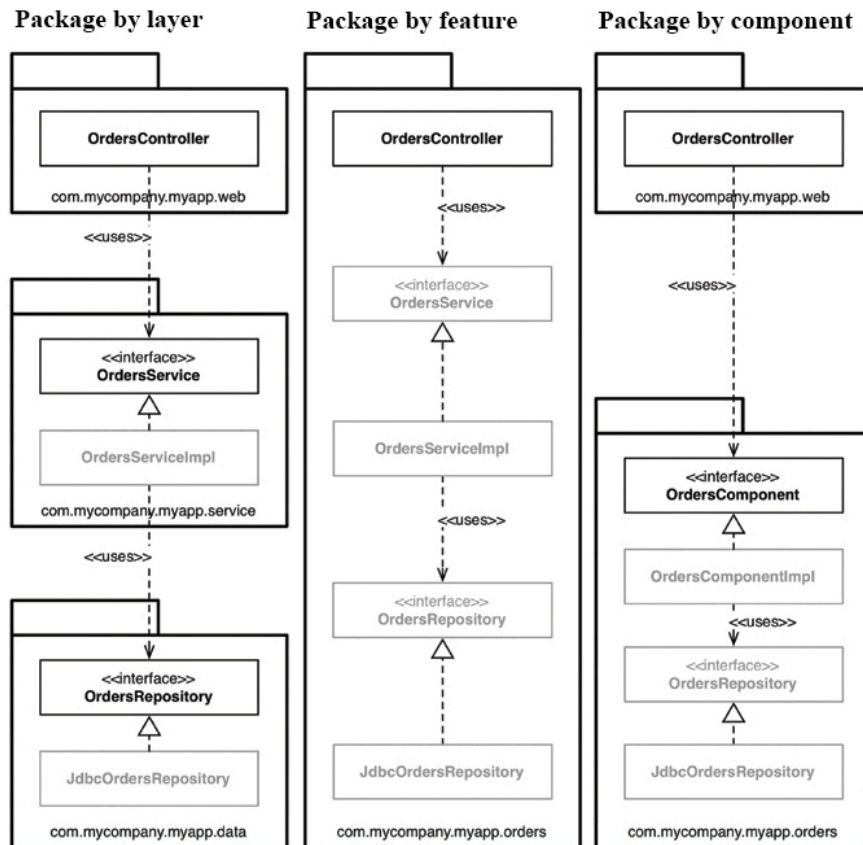 Package by layer
OrdersController
com.mycompany.myapp.web
<<uses>>
<<interface>>
OrdersService
OrdersServiceImpl
com.mycompany.myapp.service
<<uses>>
<<interface>>
OrdersRepository
JdbcOrdersRepository
com.mycompany.myapp.data
Package by feature
OrdersController
<<uses>>
<<interface>>
OrdersService
OrdersServiceImpl
<<uses>>
<<interface>>
OrdersRepository
JdbcOrdersRepository
com.mycompany.myapp.orders
Package by component
OrdersController
com.mycompany.myapp.web
<<uses>>
<<interface>>
OrdersComponent
OrdersComponentImpl
<<uses>>
<<interface>>
OrdersRepository
JdbcOrdersRepository
com.mycompany.myapp.orders